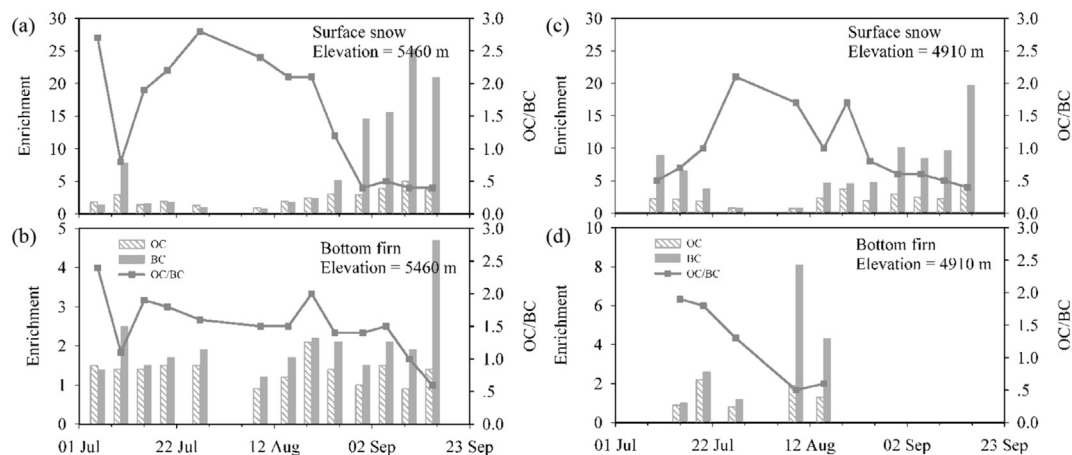 (a)
30
25
20
15
10
5
0
Enrichment
Surface snow
Elevation = 5460 m
3.0
2.5
2.0
1.5
1.0
.5
0.0
OC/BC
(c)
30
25
20
15
10
5
0
Enrichment
Surface snow
Elevation = 4910 m
3.0
2.5
2.0
1.5
1.0
.5
0.0
OC/BC
(b)
5
4
3
2
1
0
Enrichment
OC
BC
OC/BC
Bottom firn
Elevation = 5460 m
3.0
2.5
2.0
1.5
1.0
.5
0.0
OC/BC
01 Jul 22 Jul 12 Aug 02 Sep 23 Sep
(d)
10
8
6
4
2
0
Enrichment
OC
BC
OC/BC
Bottom firn
Elevation = 4910 m
3.0
2.5
2.0
1.5
1.0
.5
0.0
OC/BC
01 Jul 22 Jul 12 Aug 02 Sep 23 Sep